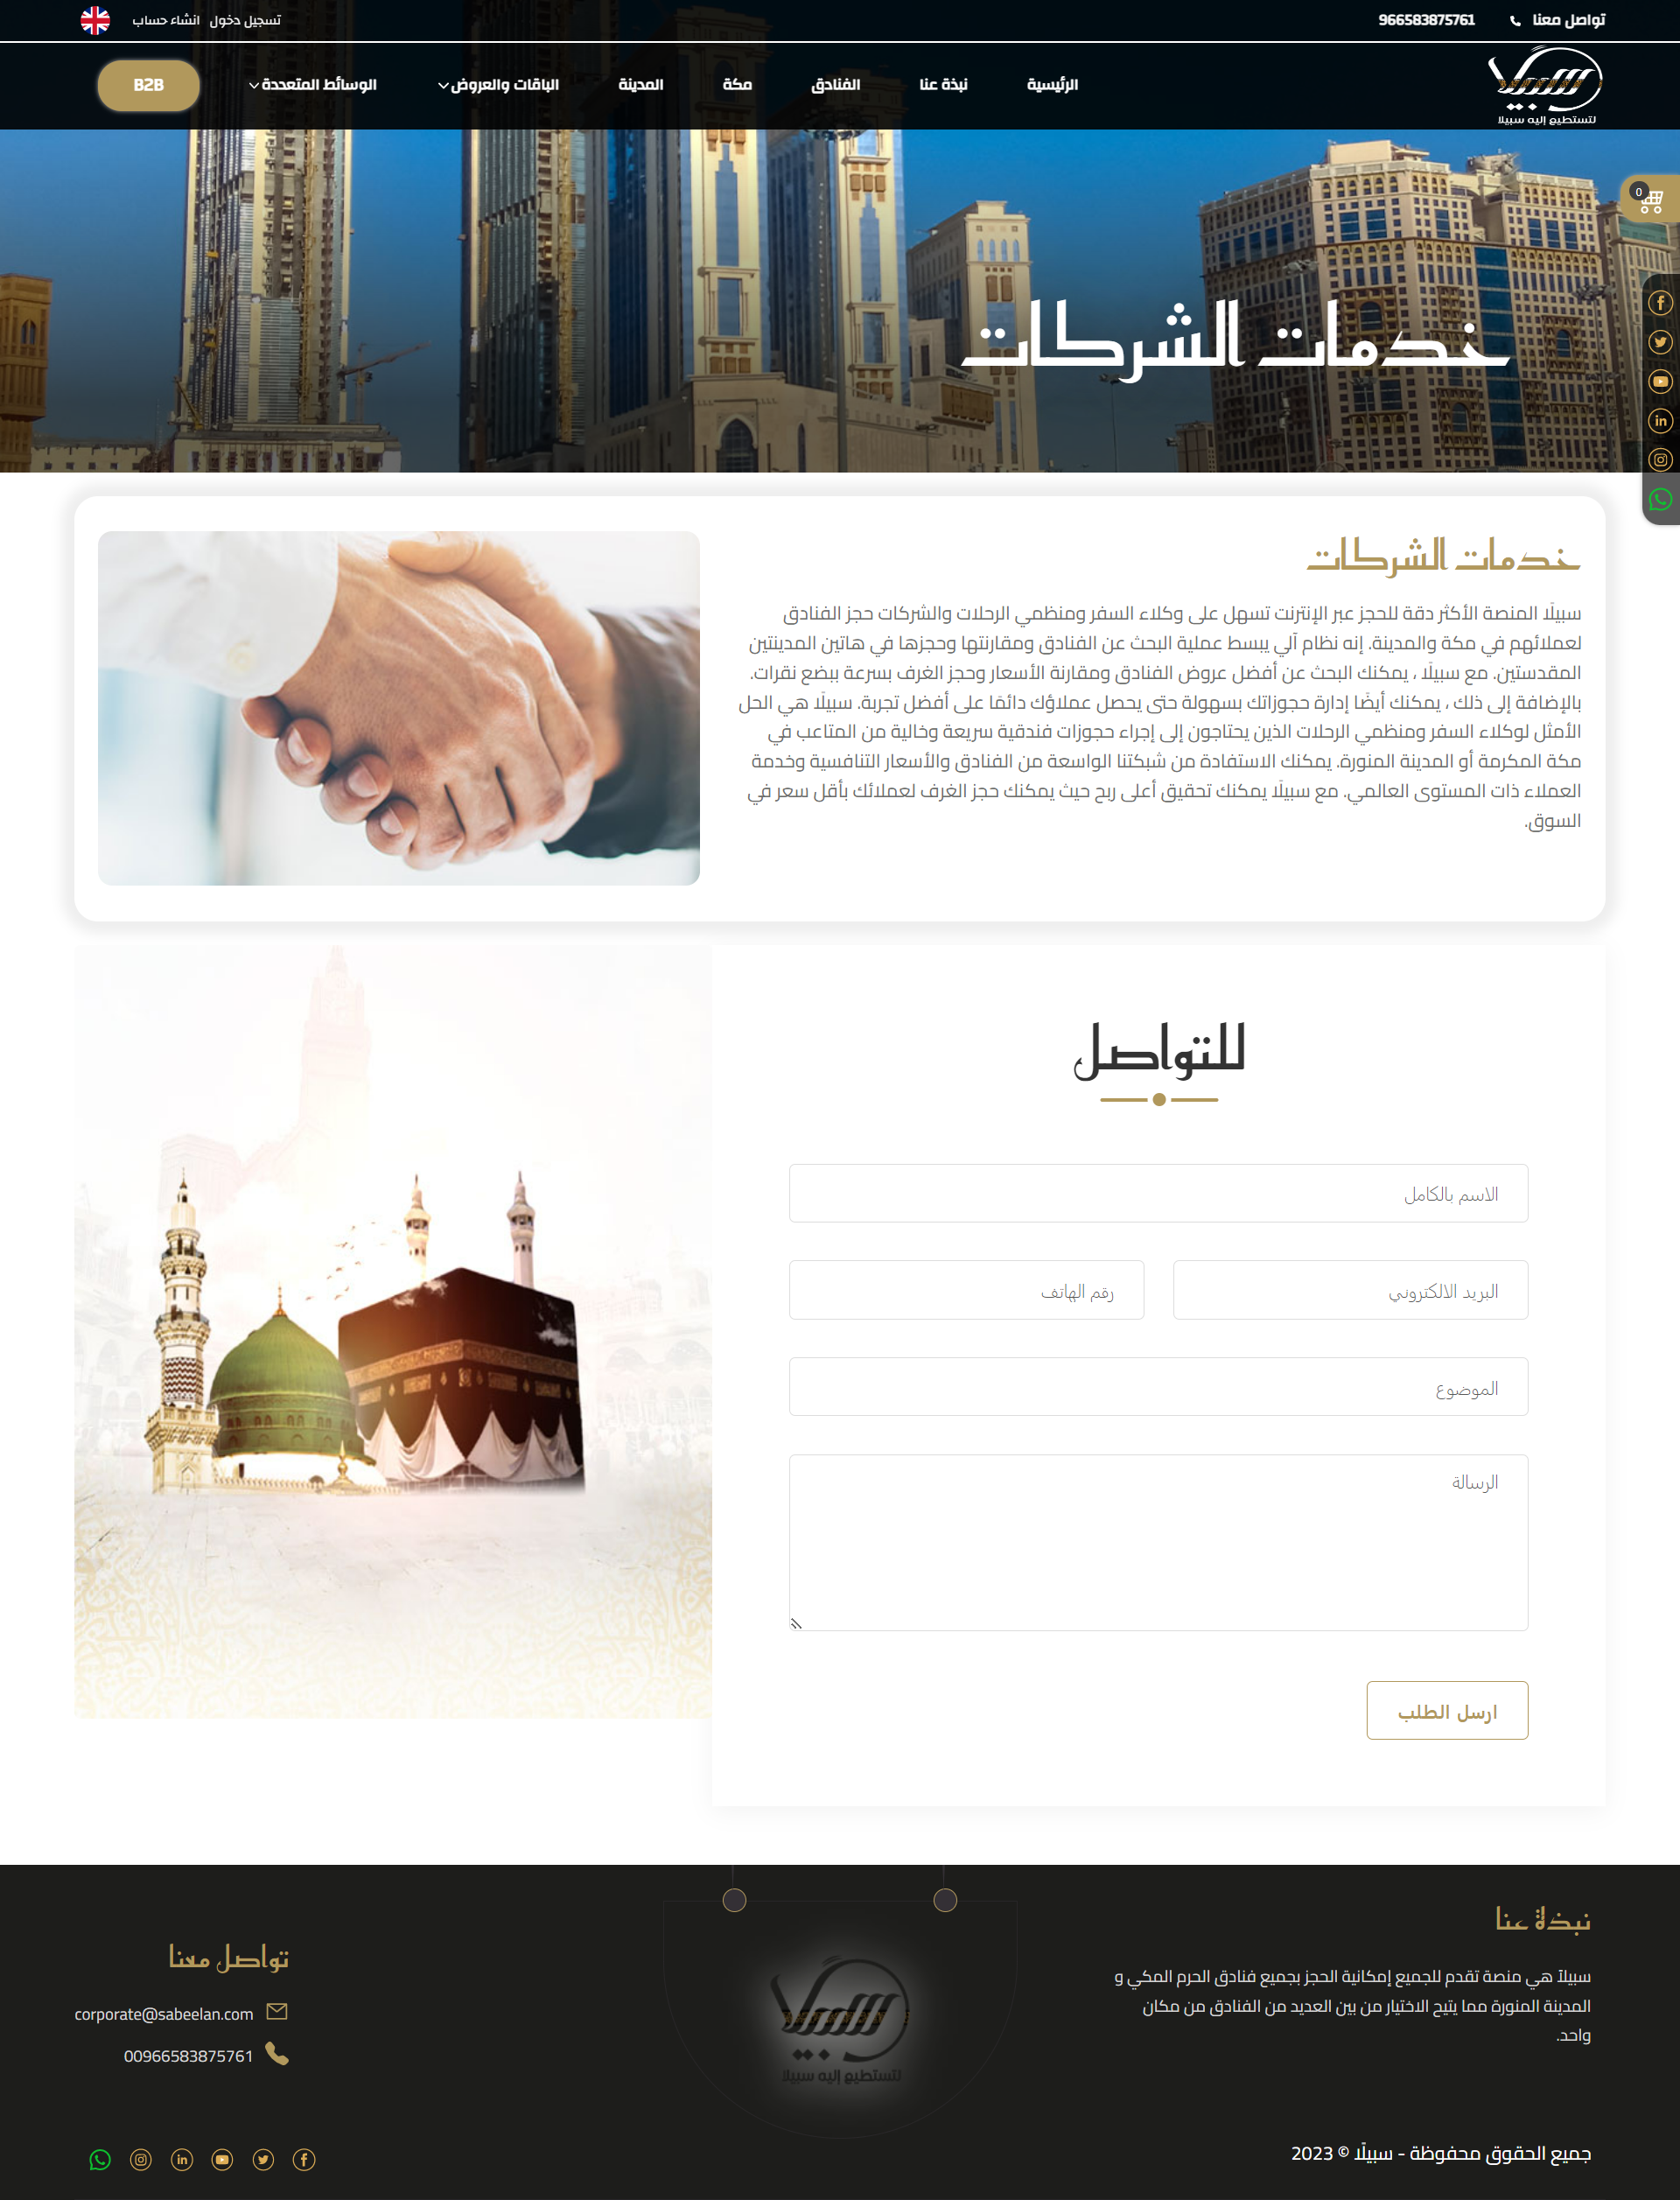 تواصل معنا 966583875761
تسجيل دخول انشاء حساب
سبيلا
لتستطيع إليه سبيلا
الرئيسية نبذة عنا الفنادق مكة المدينة الباقات والعروض الوسائط المتعددة B2B
0
خدمات الشركات
خدمات الشركات
سبيلًا المنصة الأكثر دقة للحجز عبر الإنترنت تسهل على وكلاء السفر ومنظمي الرحلات والشركات حجز الفنادق
لعملائهم في مكة والمدينة. إنه نظام آلي يبسط عملية البحث عن الفنادق ومقارنتها وحجزها في هاتين المدينتين
المقدستين. مع سبيلًا ، يمكنك البحث عن أفضل عروض الفنادق ومقارنة الأسعار وحجز الغرف بسرعة ببضع نقرات.
بالإضافة إلى ذلك ، يمكنك أيضًا إدارة حجوزاتك بسهولة حتى يحصل عملاؤك دائمًا على أفضل تجربة. سبيلًا هي الحل
الأمثل لوكلاء السفر ومنظمي الرحلات الذين يحتاجون إلى إجراء حجوزات فندقية سريعة وخالية من المتاعب في
مكة المكرمة أو المدينة المنورة. يمكنك الاستفادة من شبكتنا الواسعة من الفنادق والأسعار التنافسية وخدمة
العملاء ذات المستوى العالمي. مع سبيلًا يمكنك تحقيق أعلى ربح حيث يمكنك حجز الغرف لعملائك بأقل سعر في
السوق.
للتواصل
الاسم بالكامل
البريد الالكتروني
رقم الهاتف
الموضوع
الرسالة
ارسل الطلب
نبذة عنا
سبيلاً هي منصة تقدم للجميع إمكانية الحجز بجميع فنادق الحرم المكي و
المدينة المنورة مما يتيح الاختيار من بين العديد من الفنادق من مكان
واحد.
سبيلا
لتستطيع إليه سبيلا
تواصل معنا
corporate@sabeelan.com
00966583875761
جميع الحقوق محفوظة - سبيلًا © 2023